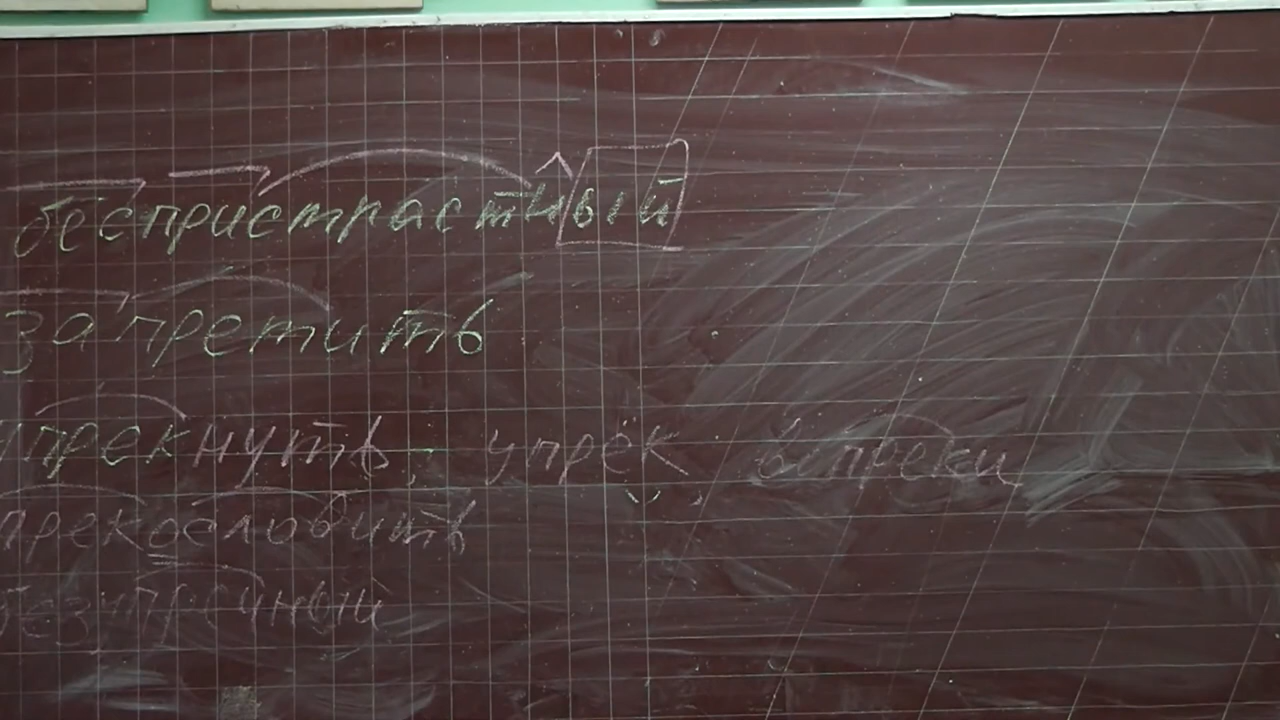 беспристрастный
запретить
упрекнуть, упрёк вопреки
прекословить
безупречный